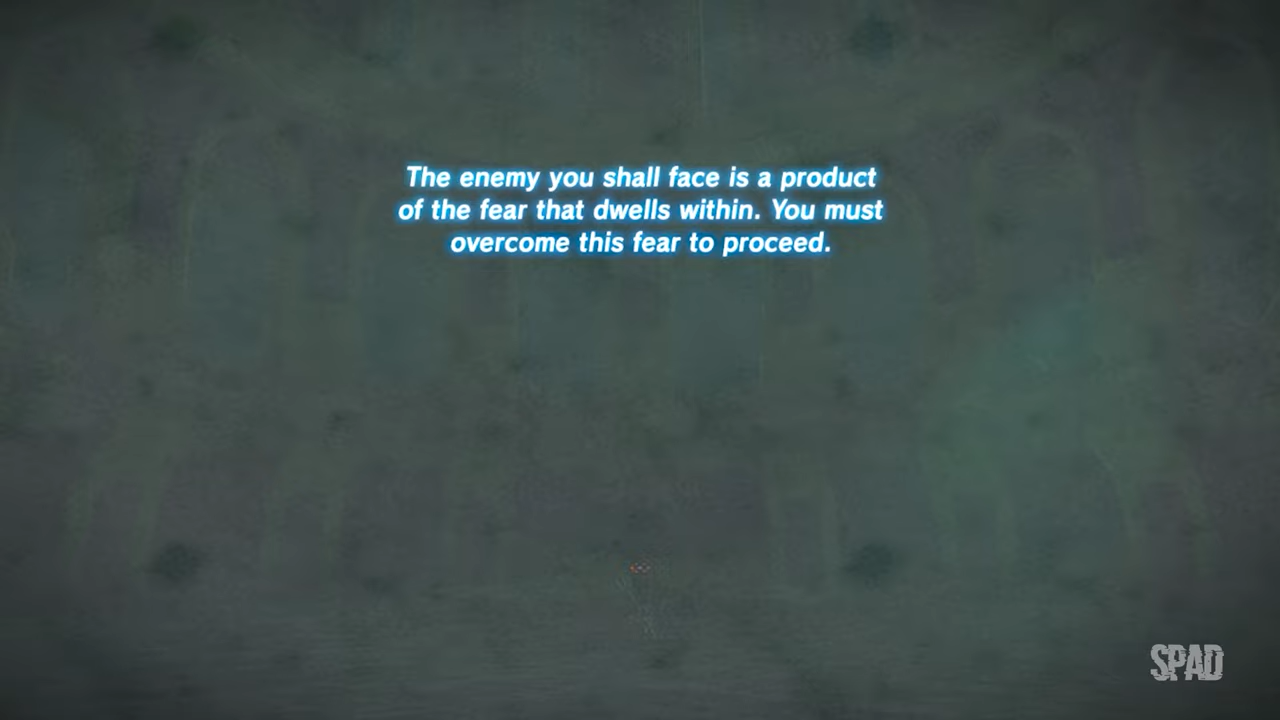 The enemy you shall face is a product
of the fear that dwells within. You must
overcome this fear to proceed.
SPAD